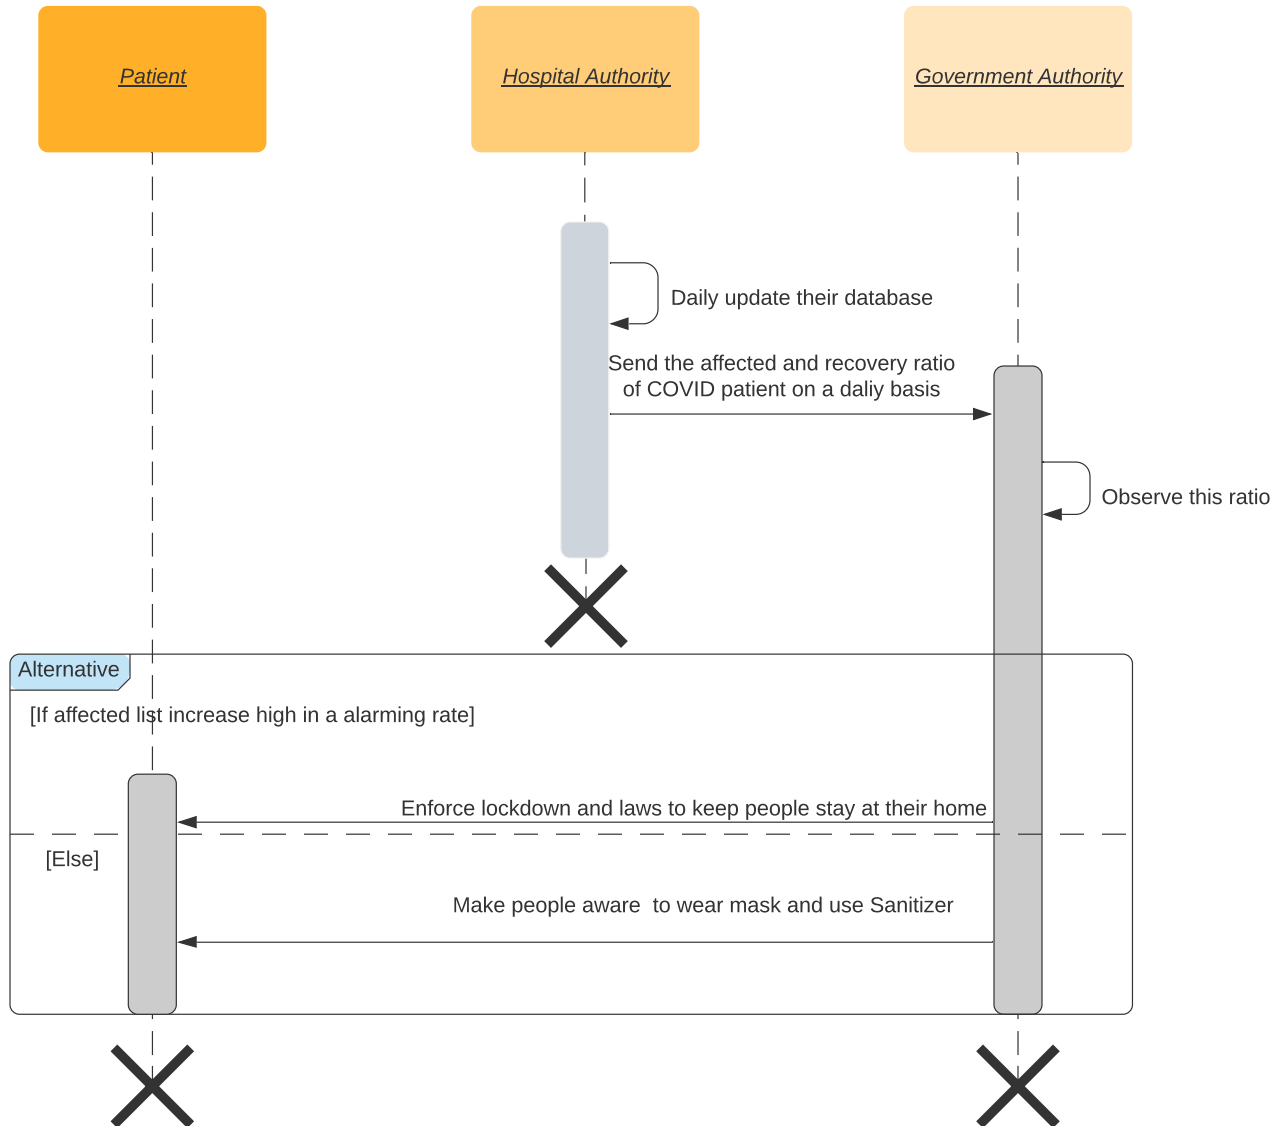 Patient
Hospital Authority
Government Authority
Daily update their database
Send the affected and recovery ratio
of COVID patient on a daliy basis
Observe this ratio
Alternative
[If affected list increase high in a alarming rate]
Enforce lockdown and laws to keep people stay at their home
[Else]
Make people aware  to wear mask and use Sanitizer